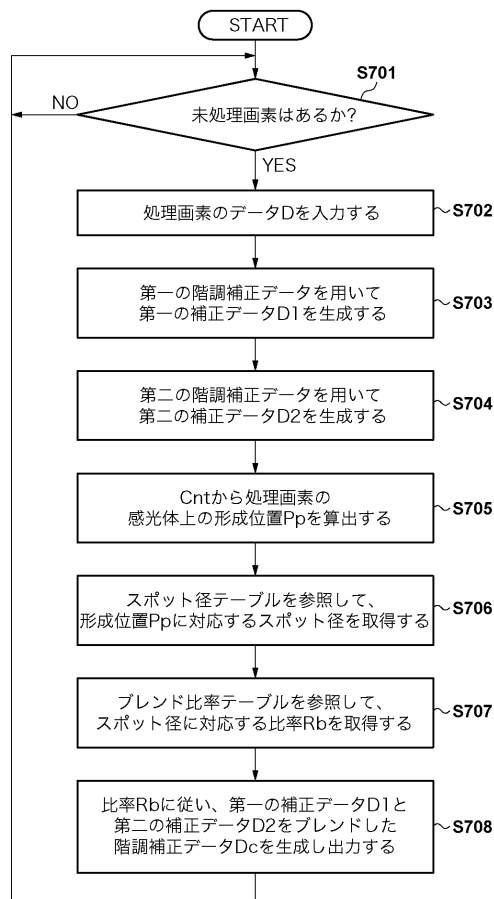 START
S701
NO
未処理画素はあるか?
YES
処理画素のデータDを入力する
S702
第一の階調補正データを用いて
第一の補正データD1を生成する
S703
第二の階調補正データを用いて
第二の補正データD2を生成する
S704
Cntから処理画素の
感光体上の形成位置Ppを算出する
S705
スポット径テーブルを参照して、
形成位置Ppに対応するスポット径を取得する
S706
ブレンド比率テーブルを参照して、
スポット径に対応する比率Rbを取得する
S707
比率Rbに従い、第一の補正データD1と
第二の補正データD2をブレンドした
階調補正データDcを生成し出力する
S708